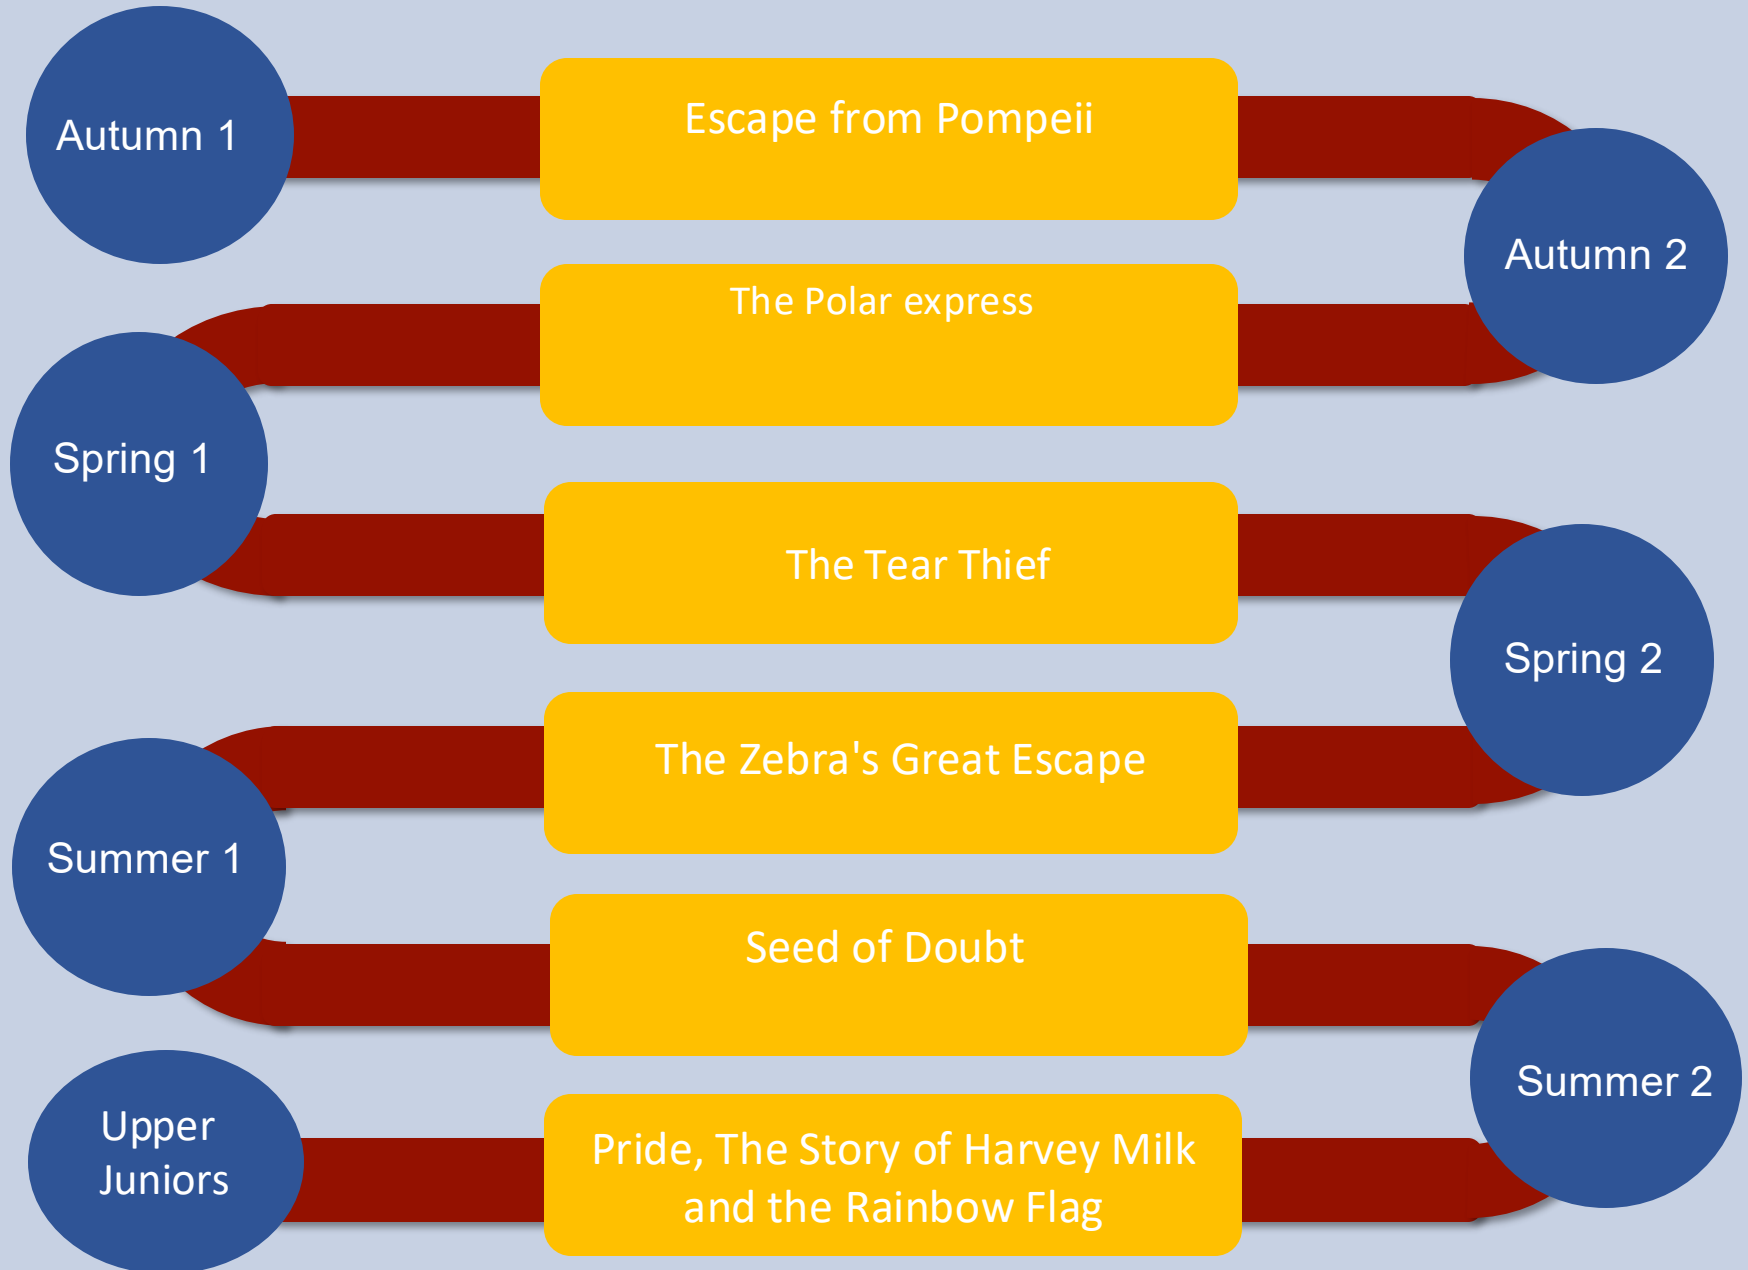 Autumn 1
Escape from Pompeii
Autumn 2
The Polar express
Spring 1
The Tear Thief
Spring 2
The Zebra's Great Escape
Summer 1
Seed of Doubt
Summer 2
Pride, The Story of Harvey Milk
and the Rainbow Flag
Upper
Juniors